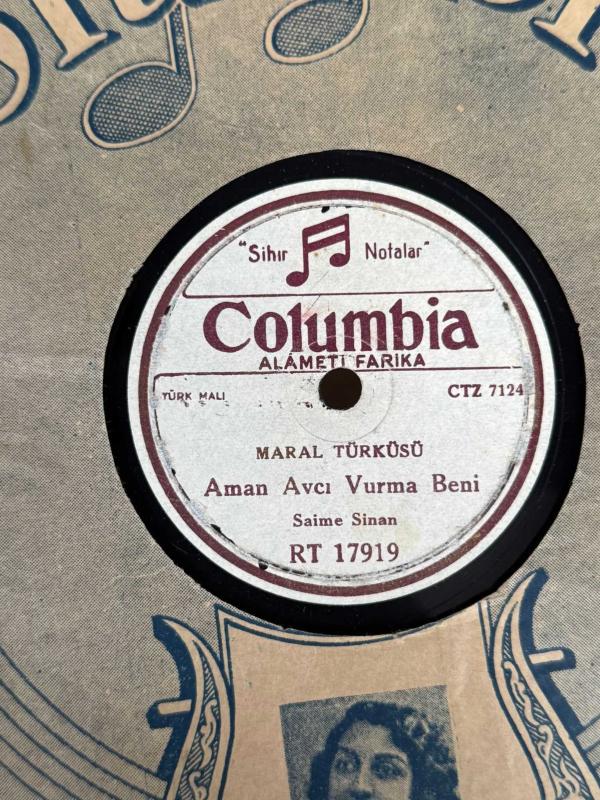 "Sihir Notalar"
Columbia
ALÂMETİ FARİKA
TÜRK MALI
CTZ 7124
MARAL TÜRKÜSÜ
Aman Avcı Vurma Beni
Saime Sinan
RT 17919